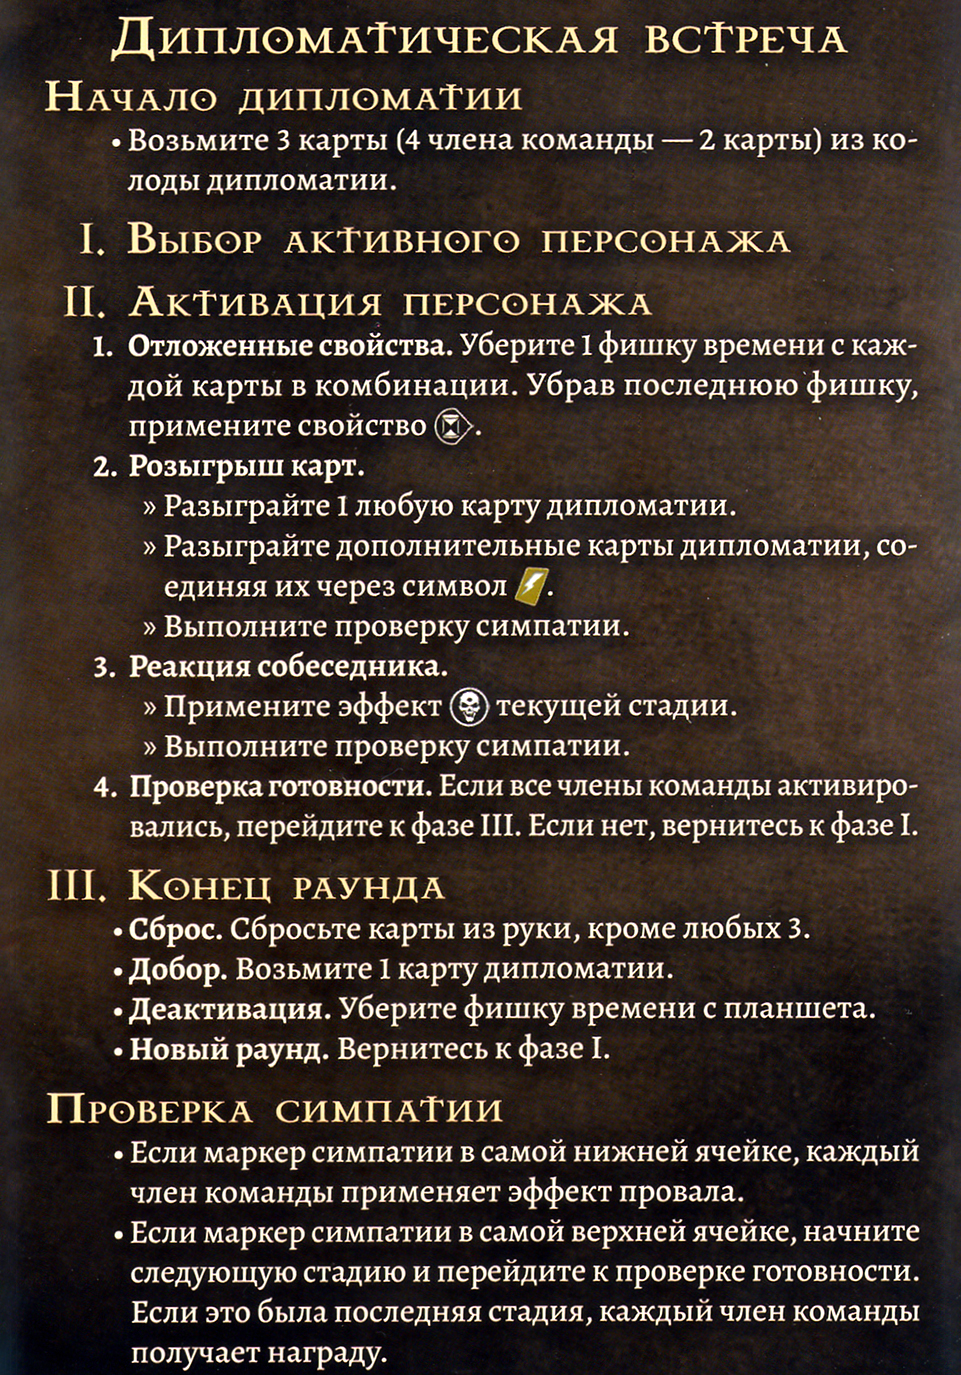 Дипломатическая встреча
Начало дипломатии
• Возьмите 3 карты (4 члена команды — 2 карты) из ко-
лоды дипломатии.
I. Выбор активного персонажа
II. Активация персонажа
1. Отложенные свойства. Уберите 1 фишку времени с каж-
дой карты в комбинации. Убрав последнюю фишку,
примените свойство .
2. Розыгрыш карт.
» Разыграйте 1 любую карту дипломатии.
» Разыграйте дополнительные карты дипломатии, со-
единяя их через символ .
» Выполните проверку симпатии.
3. Реакция собеседника.
» Примените эффект текущей стадии.
» Выполните проверку симпатии.
4. Проверка готовности. Если все члены команды активиро-
вались, перейдите к фазе III. Если нет, вернитесь к фазе I.
III. Конец раунда
• Сброс. Сбросьте карты из руки, кроме любых 3.
• Добор. Возьмите 1 карту дипломатии.
• Деактивация. Уберите фишку времени с планшета.
• Новый раунд. Вернитесь к фазе I.
Проверка симпатии
• Если маркер симпатии в самой нижней ячейке, каждый
член команды применяет эффект провала.
• Если маркер симпатии в самой верхней ячейке, начните
следующую стадию и перейдите к проверке готовности.
Если это была последняя стадия, каждый член команды
получает награду.